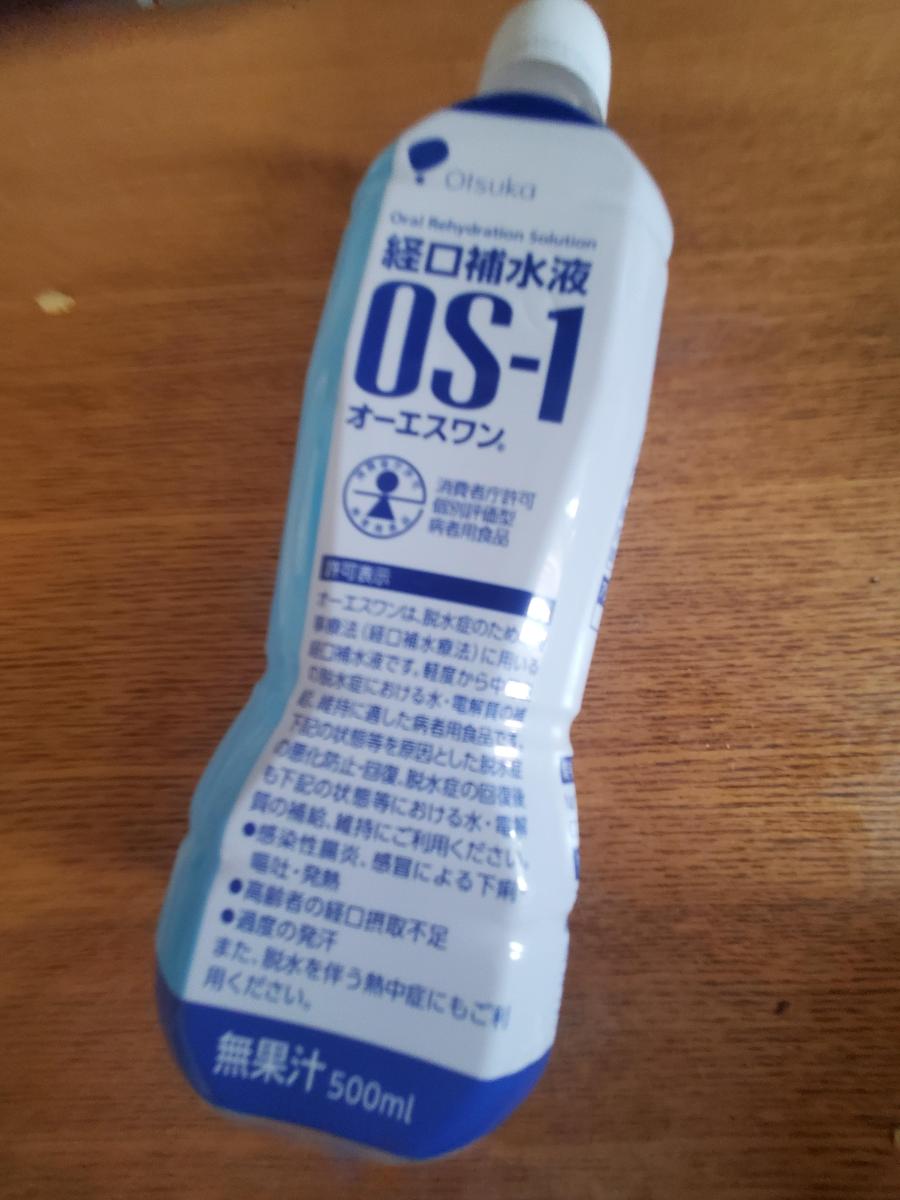 Otsuka
Oral Rehydration Solution
経口補水液
OS-1
オーエスワン®
消費者庁許可
個別評価型
病者用食品
許可表示
オーエスワンは、脱水症のため
事療法(経口補水療法)に用いる
経口補水液です。軽度から中
の脱水症における水・電解質の補
給、維持に適した病者用食品です。
下記の状態等を原因とした脱水症
の悪化防止・回復、脱水症の回復後
も下記の状態等における水・電解
質の補給、維持にご利用ください。
●感染性腸炎、感冒による下痢・
嘔吐・発熱
●高齢者の経口摂取不足
●過度の発汗
また、脱水を伴う熱中症にもご利
用ください。
無果汁 500ml